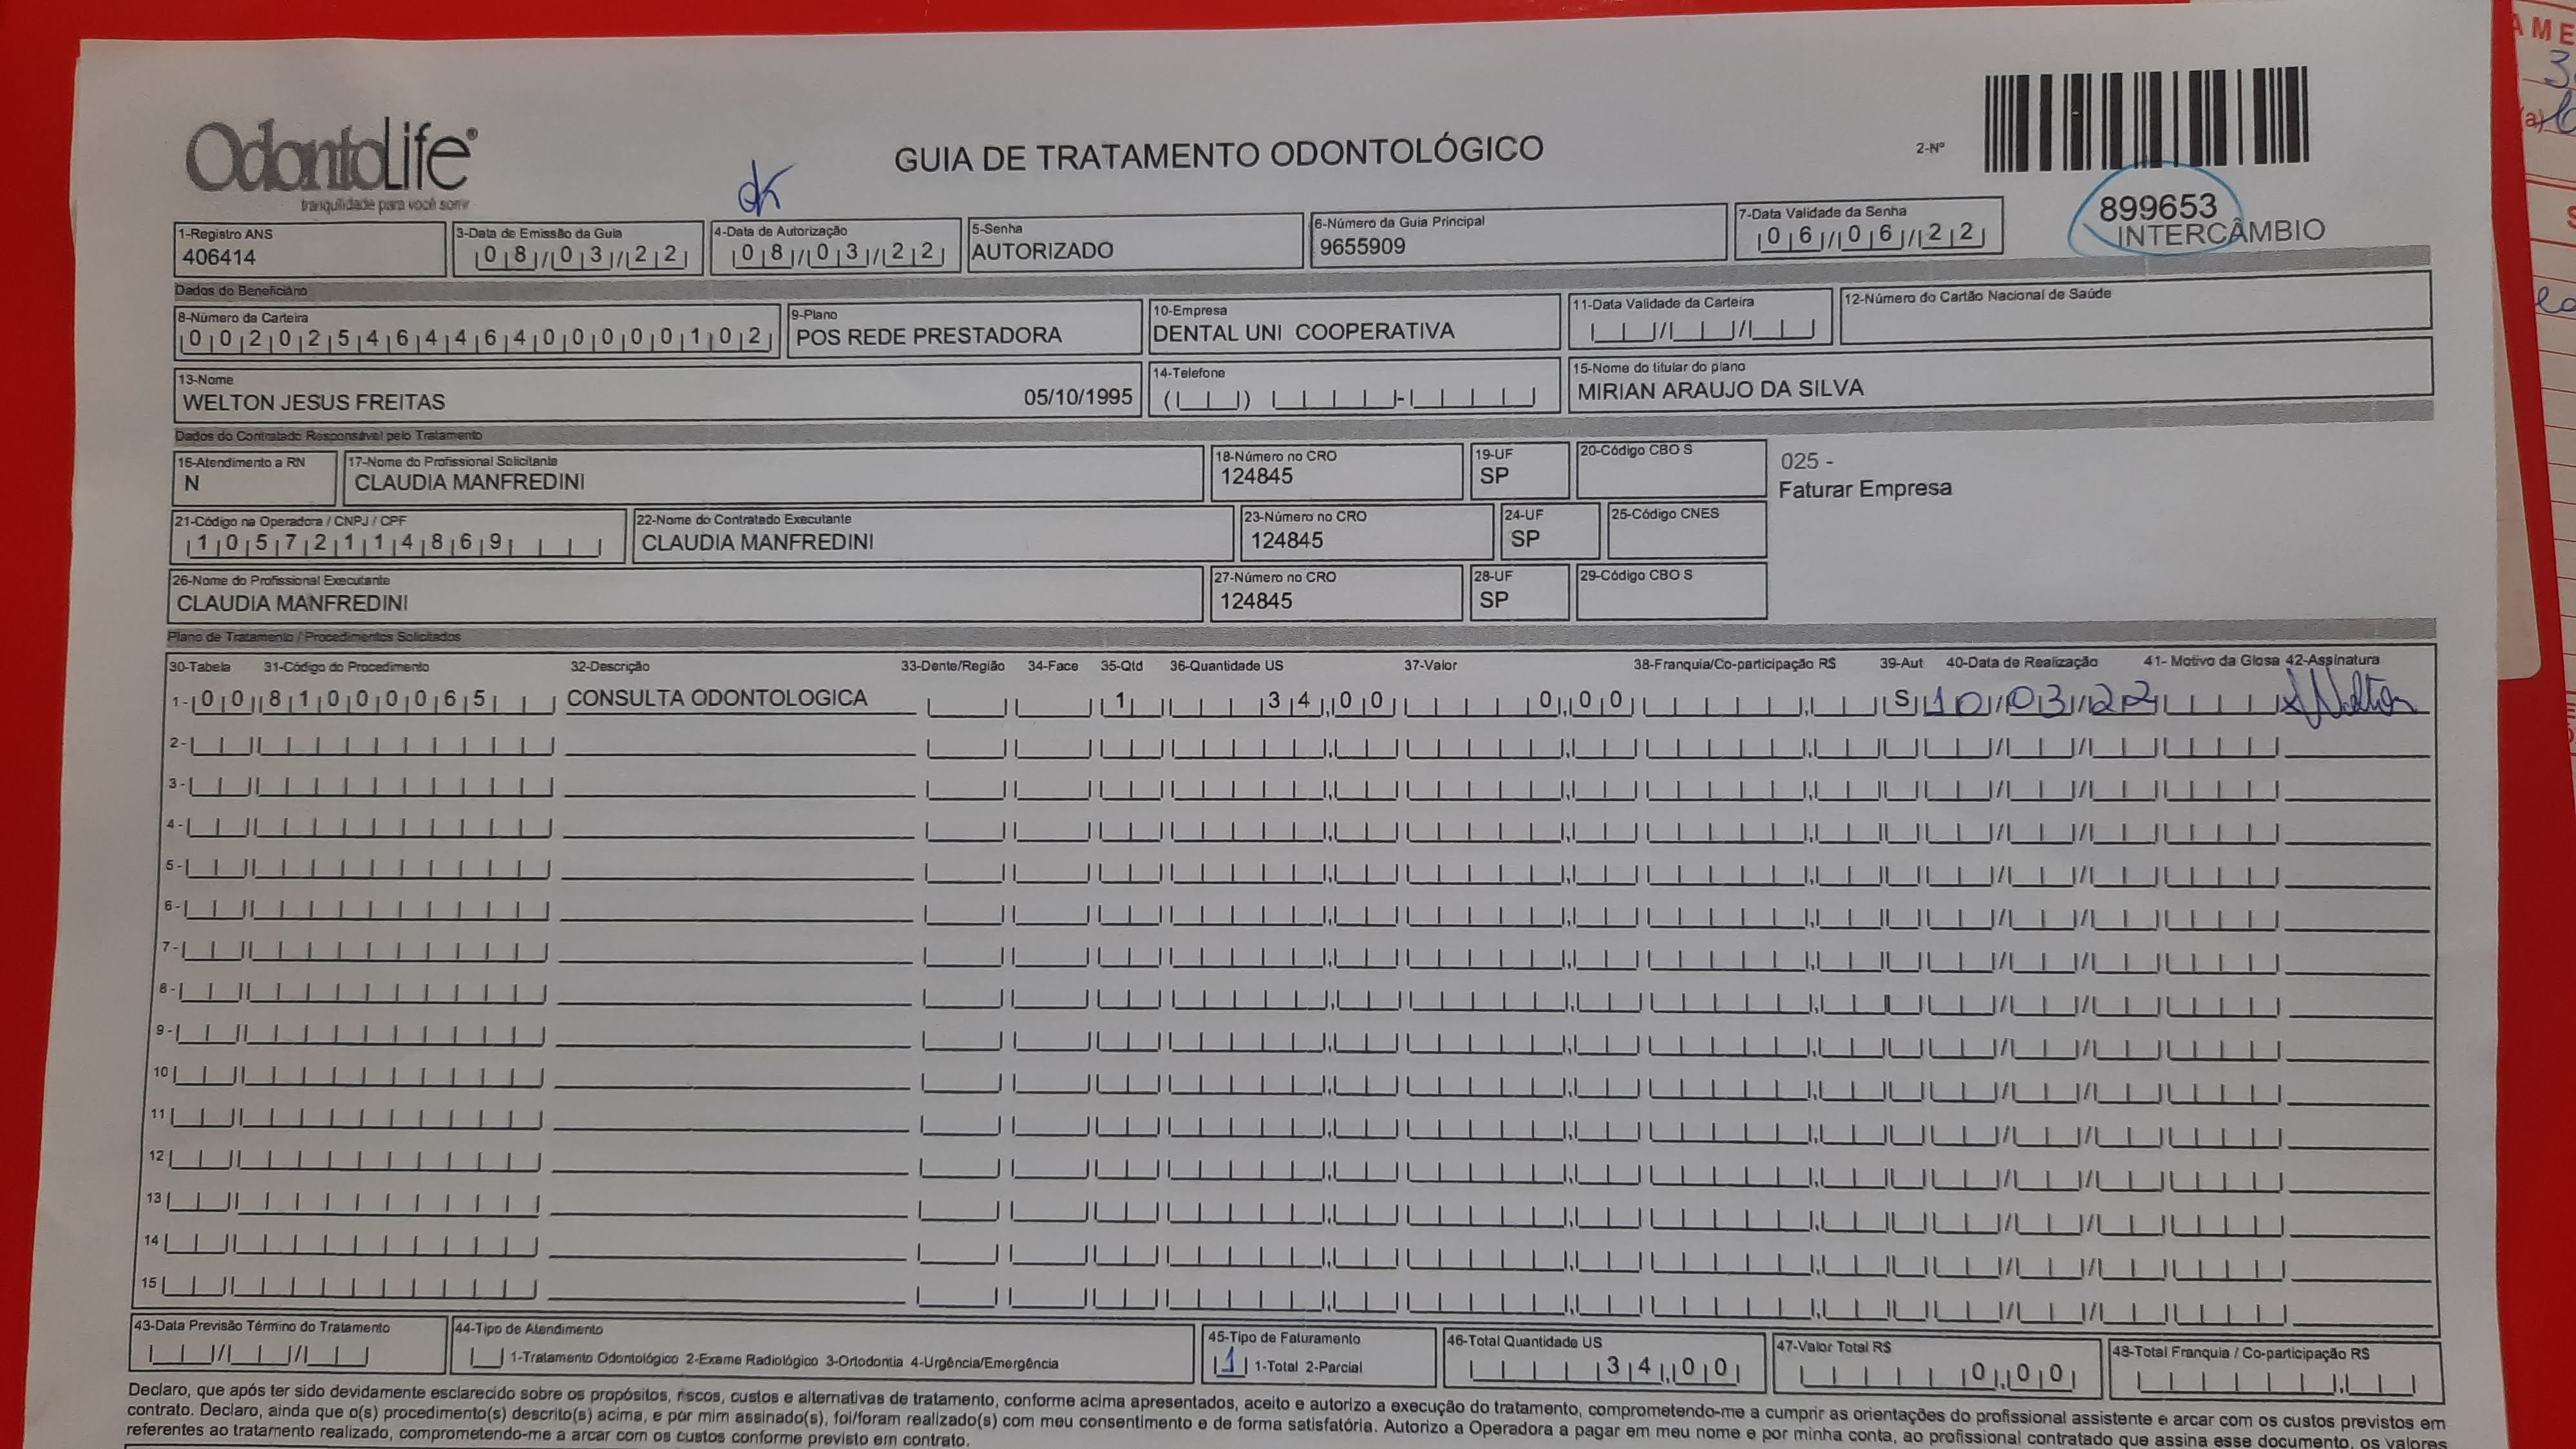 OdontoLife®
tranquilidade para você sorrir
GUIA DE TRATAMENTO ODONTOLÓGICO
2-Nº
899653
INTERCÂMBIO
1-Registro ANS
406414
3-Data de Emissão da Guia
08/03/22
4-Data de Autorização
08/03/22
5-Senha
AUTORIZADO
6-Número da Guia Principal
9655909
7-Data Validade da Senha
06/06/22
Dados do Beneficiário
8-Número da Carteira
00202546446400000102
9-Plano
POS REDE PRESTADORA
10-Empresa
DENTAL UNI COOPERATIVA
11-Data Validade da Carteira
12-Número do Cartão Nacional de Saúde
13-Nome
WELTON JESUS FREITAS 05/10/1995
14-Telefone
15-Nome do titular do plano
MIRIAN ARAUJO DA SILVA
Dados do Contratado Responsável pelo Tratamento
16-Atendimento a RN
N
17-Nome do Profissional Solicitante
CLAUDIA MANFREDINI
18-Número no CRO
124845
19-UF
SP
20-Código CBO S
025 -
Faturar Empresa
21-Código na Operadora / CNPJ / CPF
10572114869
22-Nome do Contratado Executante
CLAUDIA MANFREDINI
23-Número no CRO
124845
24-UF
SP
25-Código CNES
26-Nome do Profissional Executante
CLAUDIA MANFREDINI
27-Número no CRO
124845
28-UF
SP
29-Código CBO S
Plano de Tratamento / Procedimentos Solicitados
30-Tabela 31-Código do Procedimento 32-Descrição 33-Dente/Região 34-Face 35-Qtd 36-Quantidade US 37-Valor 38-Franquia/Co-participação R$ 39-Aut 40-Data de Realização 41- Motivo da Glosa 42-Assinatura
1- 00 81000065 CONSULTA ODONTOLOGICA 1 34,00 0,00 S 10/03/22 Welton
2-
3-
4-
5-
6-
7-
8-
9-
10
11
12
13
14
15
43-Data Previsão Término do Tratamento
44-Tipo de Atendimento
1-Tratamento Odontológico 2-Exame Radiológico 3-Ortodontia 4-Urgência/Emergência
45-Tipo de Faturamento
1 1-Total 2-Parcial
46-Total Quantidade US
34,00
47-Valor Total R$
0,00
48-Total Franquia / Co-participação R$
Declaro, que após ter sido devidamente esclarecido sobre os propósitos, riscos, custos e alternativas de tratamento, conforme acima apresentados, aceito e autorizo a execução do tratamento, comprometendo-me a cumprir as orientações do profissional assistente e arcar com os custos previstos em
contrato. Declaro, ainda que o(s) procedimento(s) descrito(s) acima, e por mim assinado(s), foi/foram realizado(s) com meu consentimento e de forma satisfatória. Autorizo a Operadora a pagar em meu nome e por minha conta, ao profissional contratado que assina esse documento, os valores
referentes ao tratamento realizado, comprometendo-me a arcar com os custos conforme previsto em contrato.